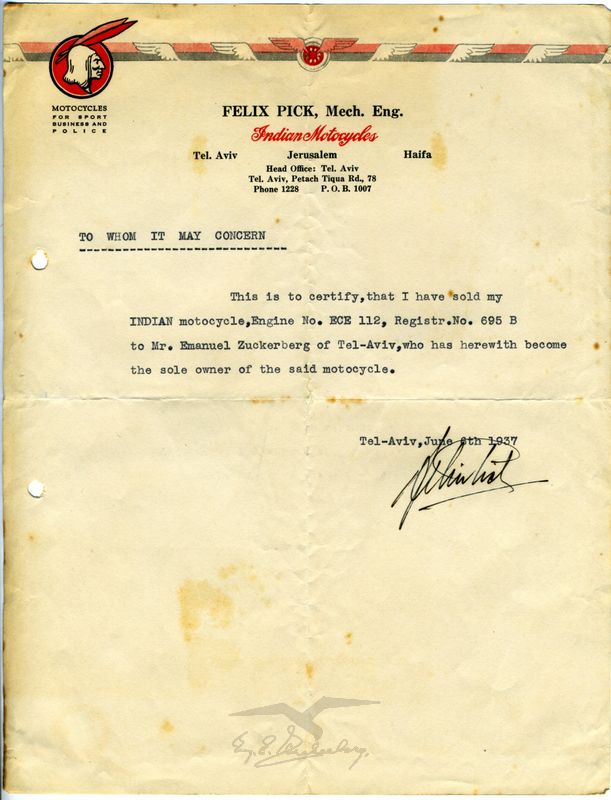 MOTOCYCLES
FOR SPORT
BUSINESS AND
POLICE
FELIX PICK, Mech. Eng.
Indian Motocycles
Tel. Aviv Jerusalem Haifa
Head Office: Tel. Aviv
Tel. Aviv, Petach Tiqua Rd., 78
Phone 1228 P. O. B. 1007
TO WHOM IT MAY CONCERN
This is to certify,that I have sold my
INDIAN motocycle,Engine No. ECE 112, Registr.No. 695 B
to Mr. Emanuel Zuckerberg of Tel-Aviv,who has herewith become
the sole owner of the said motocycle.
Tel-Aviv,June 6th 1937